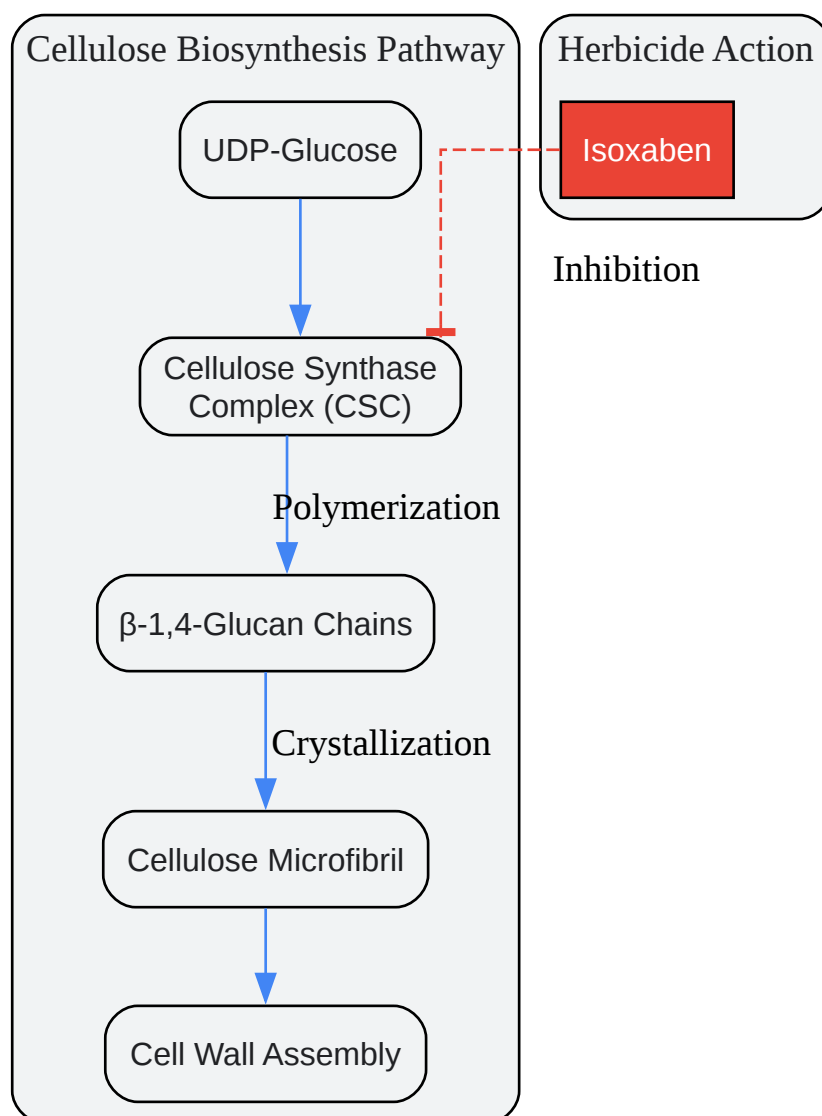 Cellulose Biosynthesis Pathway
UDP-Glucose
Cellulose Synthase
Complex (CSC)
Polymerization
β-1,4-Glucan Chains
Crystallization
Cellulose Microfibril
Cell Wall Assembly
Herbicide Action
Isoxaben
Inhibition